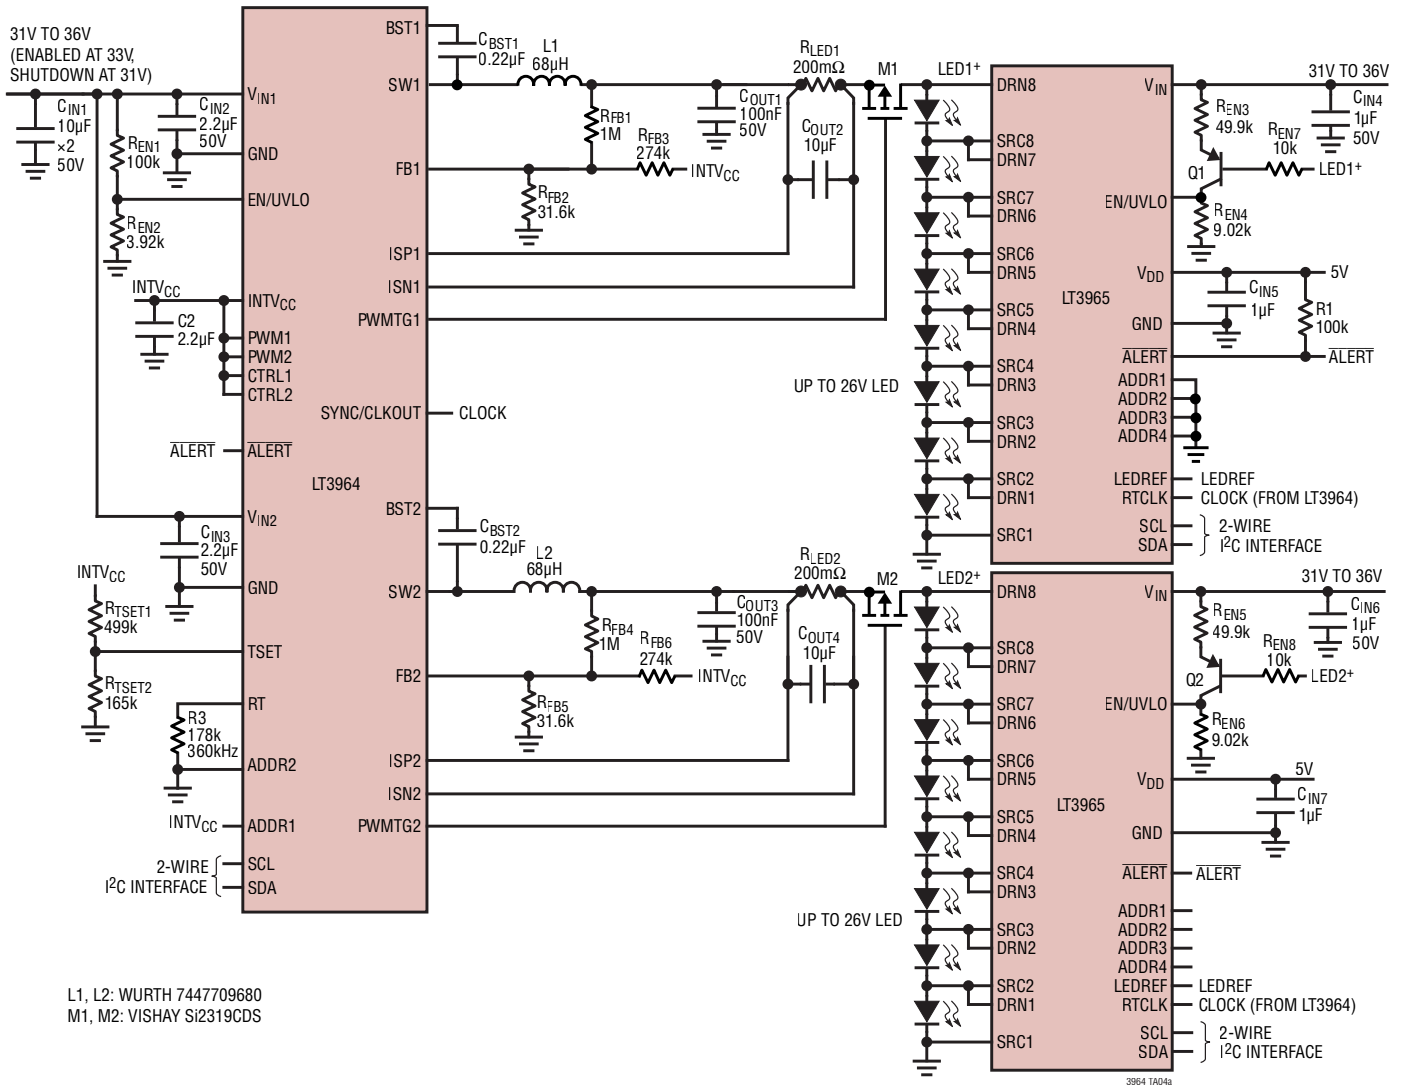 31V TO 36V
(ENABLED AT 33V,
SHUTDOWN AT 31V)
CIN1
10µF
×2
50V
REN1
100k
REN2
3.92k
CIN2
2.2µF
50V
INTVCC
C2
2.2µF
ALERT
CIN3
2.2µF
50V
INTVCC
RTSET1
499k
RTSET2
165k
R3
178k
360kHz
INTVCC
2-WIRE
I2C INTERFACE
VIN1
GND
EN/UVLO
INTVCC
PWM1
PWM2
CTRL1
CTRL2
ALERT
VIN2
GND
TSET
RT
ADDR2
ADDR1
SCL
SDA
LT3964
BST1
SW1
FB1
ISP1
ISN1
PWMTG1
SYNC/CLKOUT
CLOCK
BST2
SW2
FB2
ISP2
ISN2
PWMTG2
CBST1
0.22µF
L1
68µH
RFB1
1M
RFB3
274k
INTVCC
RFB2
31.6k
COUT1
100nF
50V
RLED1
200mΩ
COUT2
10µF
M1
LED1+
UP TO 26V LED
DRN8
SRC8
DRN7
SRC7
DRN6
SRC6
DRN5
SRC5
DRN4
SRC4
DRN3
SRC3
DRN2
SRC2
DRN1
SRC1
LT3965
VIN
EN/UVLO
VDD
GND
ALERT
ADDR1
ADDR2
ADDR3
ADDR4
LEDREF
RTCLK
SCL
SDA
31V TO 36V
CIN4
1µF
50V
REN3
49.9k
REN7
10k
LED1+
Q1
REN4
9.02k
5V
CIN5
1µF
R1
100k
ALERT
LEDREF
CLOCK (FROM LT3964)
2-WIRE
I2C INTERFACE
CBST2
0.22µF
L2
68µH
RFB4
1M
RFB6
274k
INTVCC
RFB5
31.6k
COUT3
100nF
50V
RLED2
200mΩ
COUT4
10µF
M2
LED2+
UP TO 26V LED
DRN8
SRC8
DRN7
SRC7
DRN6
SRC6
DRN5
SRC5
DRN4
SRC4
DRN3
SRC3
DRN2
SRC2
DRN1
SRC1
LT3965
VIN
EN/UVLO
VDD
GND
ALERT
ADDR1
ADDR2
ADDR3
ADDR4
LEDREF
RTCLK
SCL
SDA
31V TO 36V
CIN6
1µF
50V
REN5
49.9k
REN8
10k
LED2+
Q2
REN6
9.02k
5V
CIN7
1µF
ALERT
LEDREF
CLOCK (FROM LT3964)
2-WIRE
I2C INTERFACE
L1, L2: WURTH 7447709680
M1, M2: VISHAY Si2319CDS
3964 TA04a